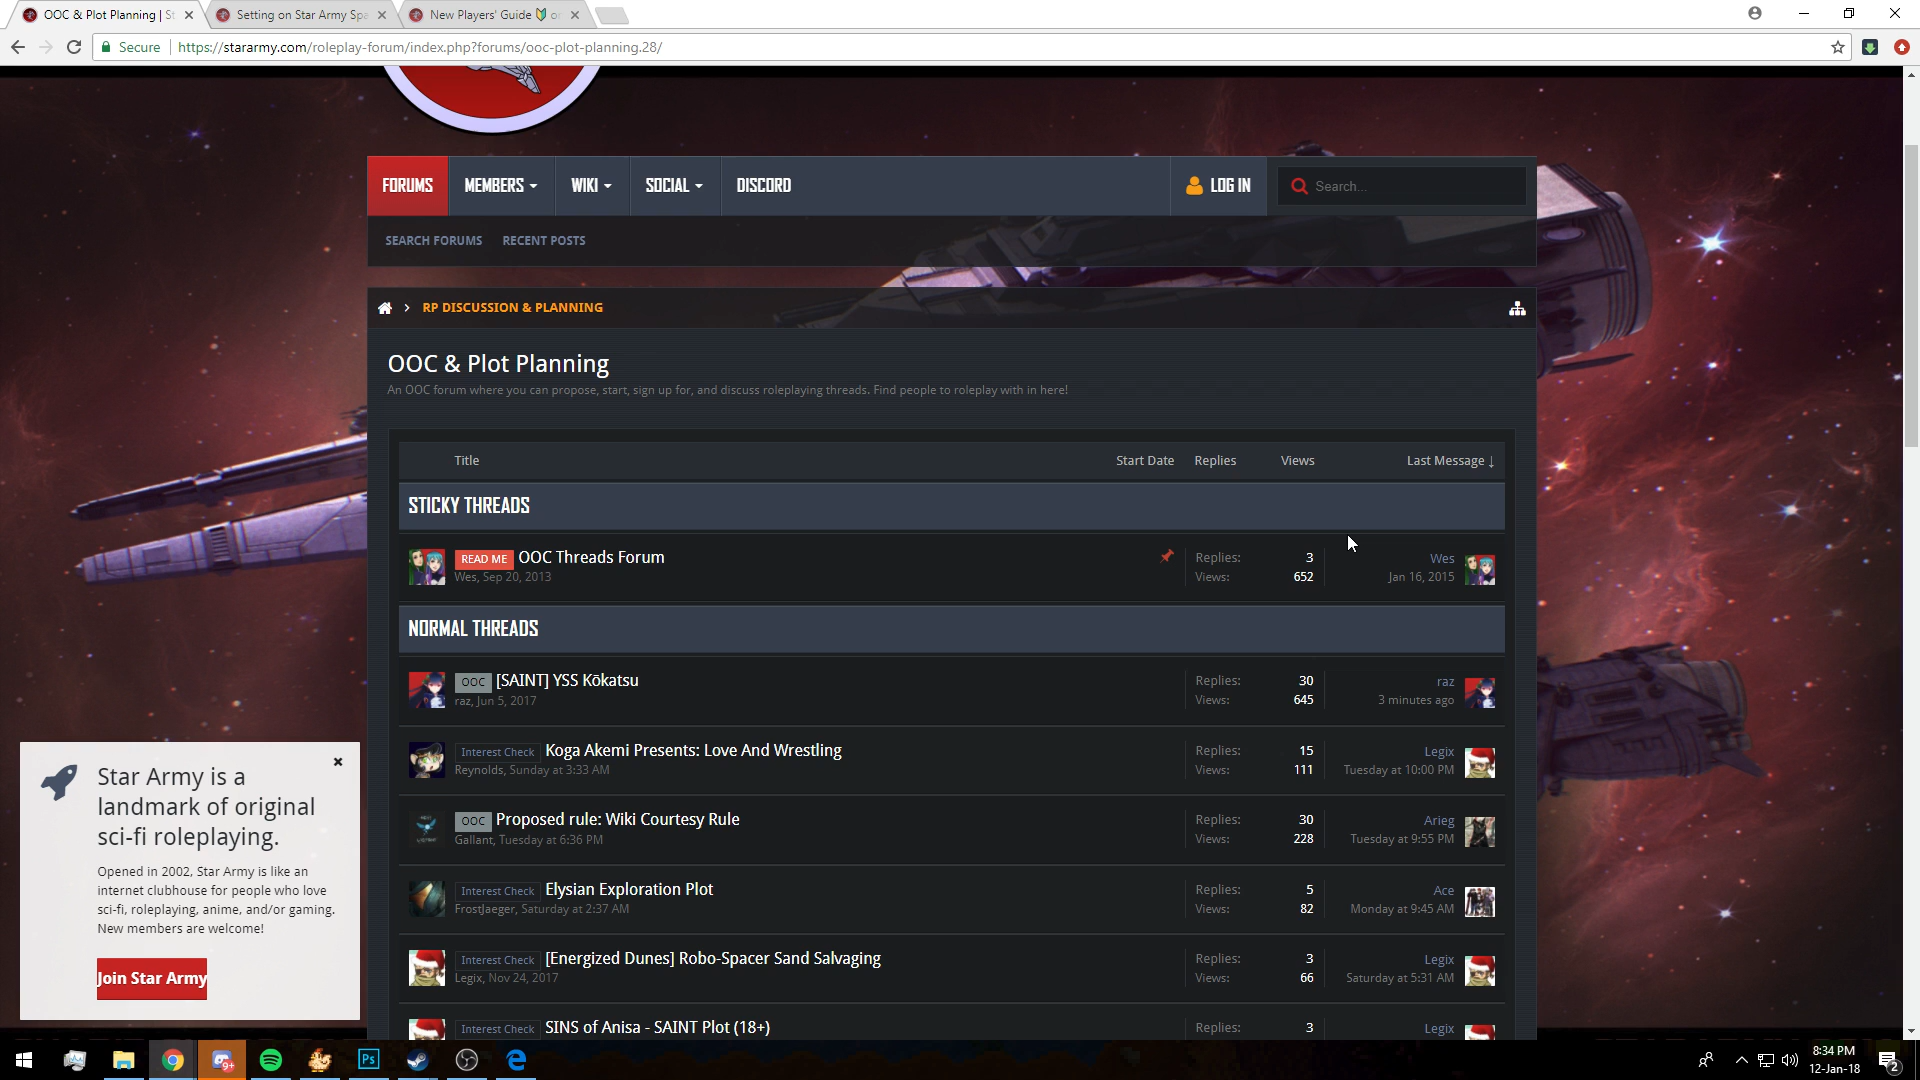 OOC & Plot Planning | St
Setting on Star Army Spa
New Players' Guide 🔰 o
Secure
https://stararmy.com/roleplay-forum/index.php?forums/ooc-plot-planning.28/
FORUMS
MEMBERS
WIKI
SOCIAL
DISCORD
LOG IN
Search...
SEARCH FORUMS
RECENT POSTS
RP DISCUSSION & PLANNING
OOC & Plot Planning
An OOC forum where you can propose, start, sign up for, and discuss roleplaying threads. Find people to roleplay with in here!
Title Start Date Replies Views Last Message ↓
STICKY THREADS
READ ME OOC Threads Forum
Wes, Sep 20, 2013
Replies: 3
Views: 652
Wes
Jan 16, 2015
NORMAL THREADS
OOC [SAINT] YSS Kōkatsu
raz, Jun 5, 2017
Replies: 30
Views: 645
raz
3 minutes ago
Interest Check Koga Akemi Presents: Love And Wrestling
Reynolds, Sunday at 3:33 AM
Replies: 15
Views: 111
Legix
Tuesday at 10:00 PM
OOC Proposed rule: Wiki Courtesy Rule
Gallant, Tuesday at 6:36 PM
Replies: 30
Views: 228
Arieg
Tuesday at 9:55 PM
Interest Check Elysian Exploration Plot
FrostJaeger, Saturday at 2:37 AM
Replies: 5
Views: 82
Ace
Monday at 9:45 AM
Interest Check [Energized Dunes] Robo-Spacer Sand Salvaging
Legix, Nov 24, 2017
Replies: 3
Views: 66
Legix
Saturday at 5:31 AM
Interest Check SINS of Anisa - SAINT Plot (18+)
Replies: 3
Legix
Star Army is a
landmark of original
sci-fi roleplaying.
Opened in 2002, Star Army is like an
internet clubhouse for people who love
sci-fi, roleplaying, anime, and/or gaming.
New members are welcome!
Join Star Army
9+
Ps
8:34 PM
12-Jan-18
2